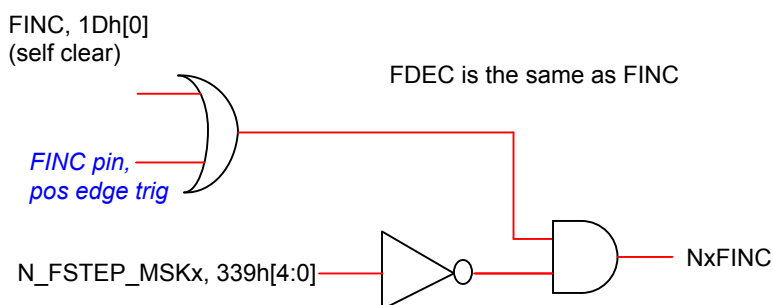 FINC, 1Dh[0]
(self clear)
FDEC is the same as FINC
FINC pin,
pos edge trig
N_FSTEP_MSKx, 339h[4:0]
NxFINC